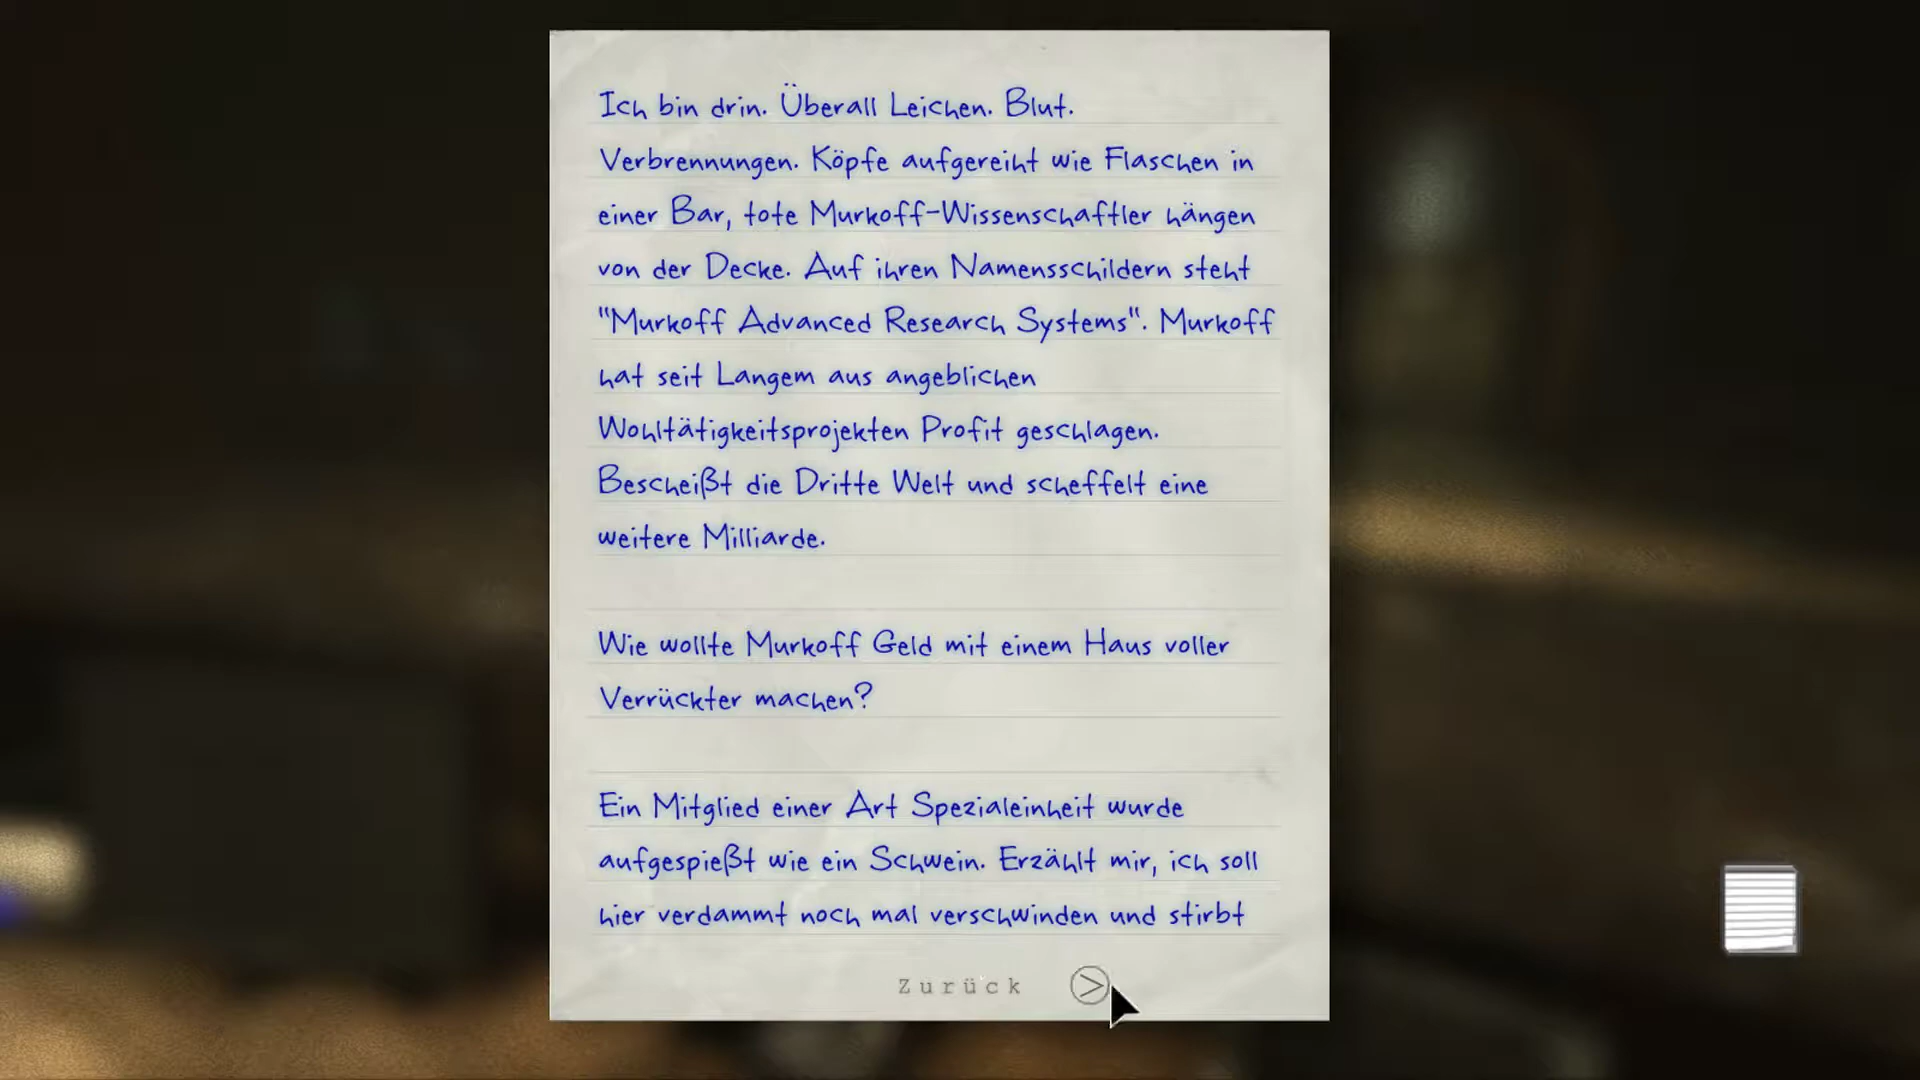 Ich bin drin. Überall Leichen. Blut.
Verbrennungen. Köpfe aufgereiht wie Flaschen in
einer Bar, tote Murkoff-Wissenschaftler hängen
von der Decke. Auf ihren Namensschildern steht
"Murkoff Advanced Research Systems". Murkoff
hat seit Langem aus angeblichen
Wohltätigkeitsprojekten Profit geschlagen.
Bescheißt die Dritte Welt und scheffelt eine
weitere Milliarde.
Wie wollte Murkoff Geld mit einem Haus voller
Verrückter machen?
Ein Mitglied einer Art Spezialeinheit wurde
aufgespießt wie ein Schwein. Erzählt mir, ich soll
hier verdammt noch mal verschwinden und stirbt
Zurück >